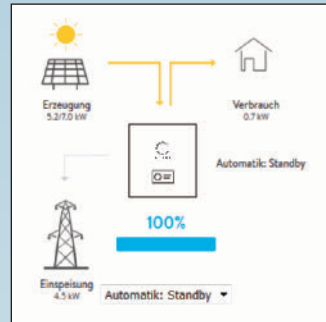 Erzeugung
5.2/7.0 kW
Verbrauch
0.7 kW
Automatik: Standby
100%
Einspeisung
4.5 kW
Automatik: Standby